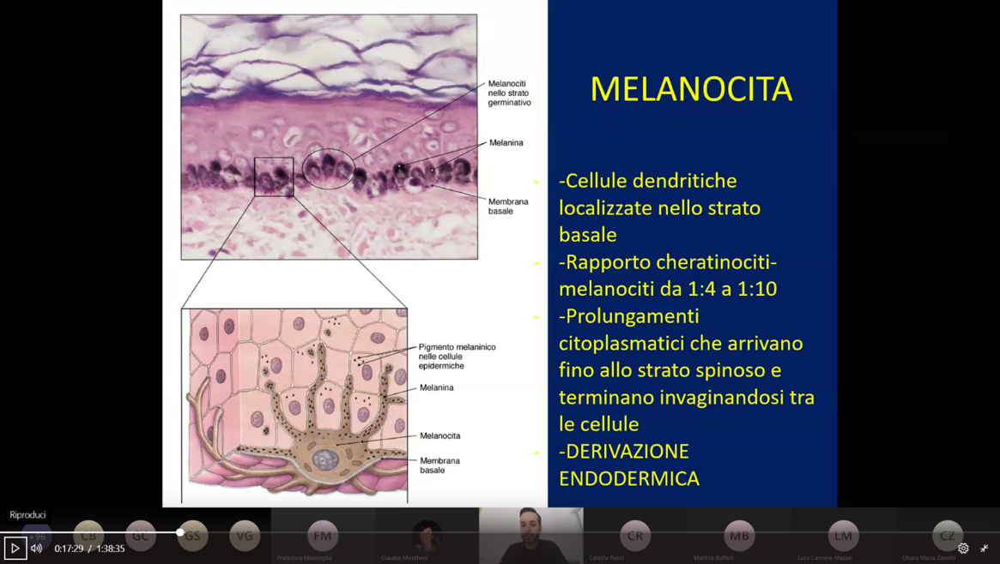 Melanociti
nello strato
germinativo
Melanina
Membrana
basale
Pigmento melaninico
nelle cellule
epidermiche
Melanina
Melanocita
Membrana
basale
MELANOCITA
- -Cellule dendritiche
localizzate nello strato
basale
- -Rapporto cheratinociti-
melanociti da 1:4 a 1:10
- -Prolungamenti
citoplasmatici che arrivano
fino allo strato spinoso e
terminano invaginandosi tra
le cellule
- -DERIVAZIONE
ENDODERMICA
Riproduci
+96 CB GC GS VG FM CR MB LM CZ
0:17:29 / 1:38:35
Francesca Moraviglia Claudia Moscheni Celeste Rossi Martina Buffon Luca Carmine Mazzei Chiara Maria Zanotti